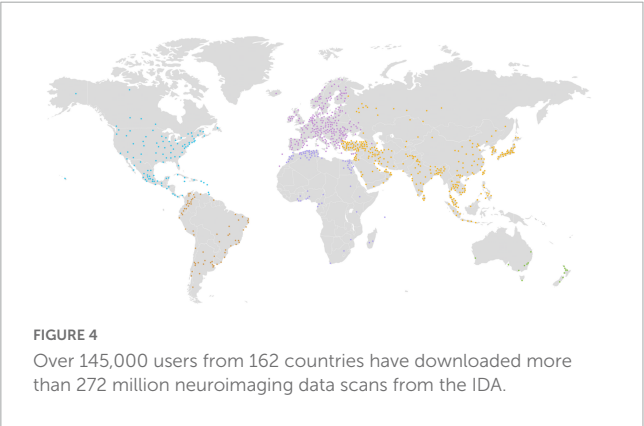 FIGURE 4
Over 145,000 users from 162 countries have downloaded more
than 272 million neuroimaging data scans from the IDA.